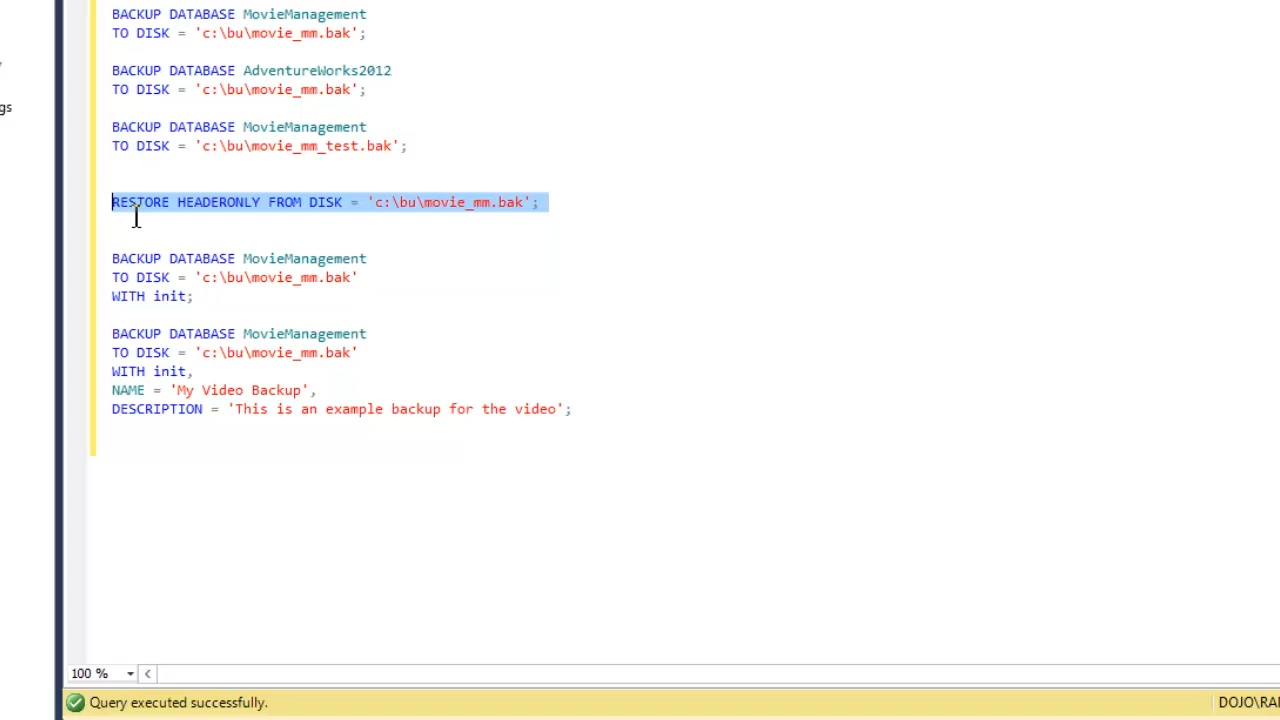 BACKUP DATABASE MovieManagement
TO DISK = 'c:\bu\movie_mm.bak';
BACKUP DATABASE AdventureWorks2012
TO DISK = 'c:\bu\movie_mm.bak';
gs
BACKUP DATABASE MovieManagement
TO DISK = 'c:\bu\movie_mm_test.bak';
RESTORE HEADERONLY FROM DISK = 'c:\bu\movie_mm.bak';
BACKUP DATABASE MovieManagement
TO DISK = 'c:\bu\movie_mm.bak'
WITH init;
BACKUP DATABASE MovieManagement
TO DISK = 'c:\bu\movie_mm.bak'
WITH init,
NAME = 'My Video Backup',
DESCRIPTION = 'This is an example backup for the video';
100 %
Query executed successfully.
DOJO\RA